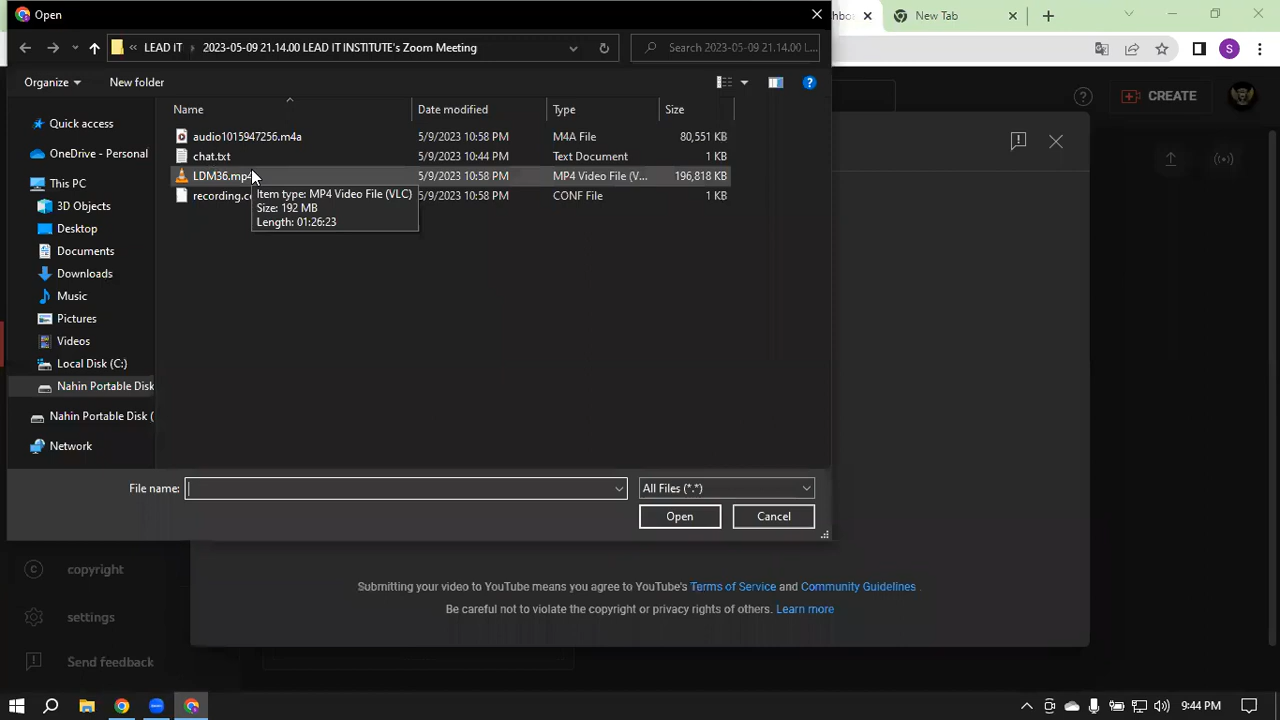 Open
hbo
New Tab
LEAD IT
2023-05-09 21.14.00 LEAD IT INSTITUTE's Zoom Meeting
Search 2023-05-09 21.14.00 L...
S
Organize
New folder
CREATE
Name
Date modified
Type
Size
Quick access
OneDrive - Personal
This PC
3D Objects
Desktop
Documents
Downloads
Music
Pictures
Videos
Local Disk (C:)
Nahin Portable Disk
Nahin Portable Disk (
Network
audio1015947256.m4a
5/9/2023 10:58 PM
M4A File
80,551 KB
chat.txt
5/9/2023 10:44 PM
Text Document
1 KB
LDM36.mp4
5/9/2023 10:58 PM
MP4 Video File (V...
196,818 KB
recording.co
5/9/2023 10:58 PM
CONF File
1 KB
Item type: MP4 Video File (VLC)
Size: 192 MB
Length: 01:26:23
File name:
All Files (*.*)
Open
Cancel
copyright
settings
Send feedback
Submitting your video to YouTube means you agree to YouTube's Terms of Service and Community Guidelines .
Be careful not to violate the copyright or privacy rights of others. Learn more
9:44 PM